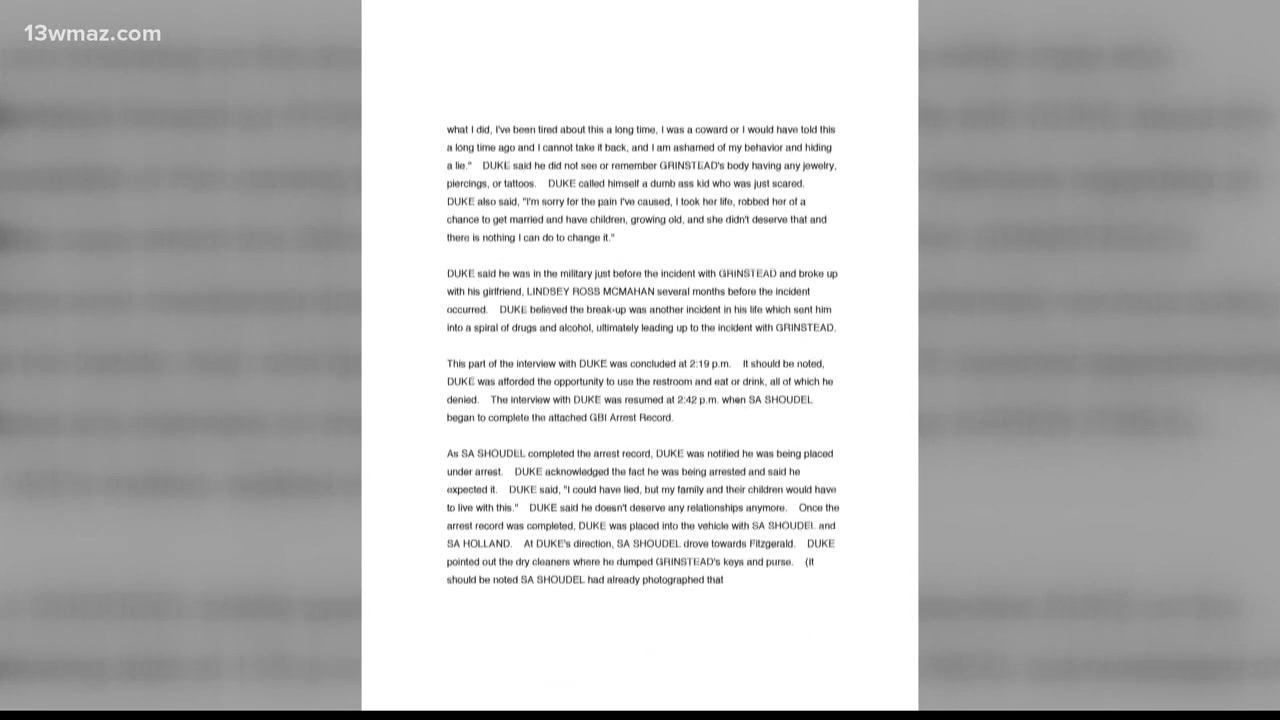 13wmaz.com
what I did, I've been tired about this a long time, I was a coward or I would have told this
a long time ago and I cannot take it back, and I am ashamed of my behavior and hiding
a lie."   DUKE said he did not see or remember GRINSTEAD's body having any jewelry,
piercings, or tattoos.   DUKE called himself a dumb ass kid who was just scared.
DUKE also said, "I'm sorry for the pain I've caused, I took her life, robbed her of a
chance to get married and have children, growing old, and she didn't deserve that and
there is nothing I can do to change it."
DUKE said he was in the military just before the incident with GRINSTEAD and broke up
with his girlfriend, LINDSEY ROSS MCMAHAN several months before the incident
occurred.   DUKE believed the break-up was another incident in his life which sent him
into a spiral of drugs and alcohol, ultimately leading up to the incident with GRINSTEAD.
This part of the interview with DUKE was concluded at 2:19 p.m.   It should be noted,
DUKE was afforded the opportunity to use the restroom and eat or drink, all of which he
denied.   The interview with DUKE was resumed at 2:42 p.m. when SA SHOUDEL
began to complete the attached GBI Arrest Record.
As SA SHOUDEL completed the arrest record, DUKE was notified he was being placed
under arrest.   DUKE acknowledged the fact he was being arrested and said he
expected it.   DUKE said, "I could have lied, but my family and their children would have
to live with this."   DUKE said he doesn't deserve any relationships anymore.   Once the
arrest record was completed, DUKE was placed into the vehicle with SA SHOUDEL and
SA HOLLAND.   At DUKE's direction, SA SHOUDEL drove towards Fitzgerald.   DUKE
pointed out the dry cleaners where he dumped GRINSTEAD's keys and purse.   (It
should be noted SA SHOUDEL had already photographed that